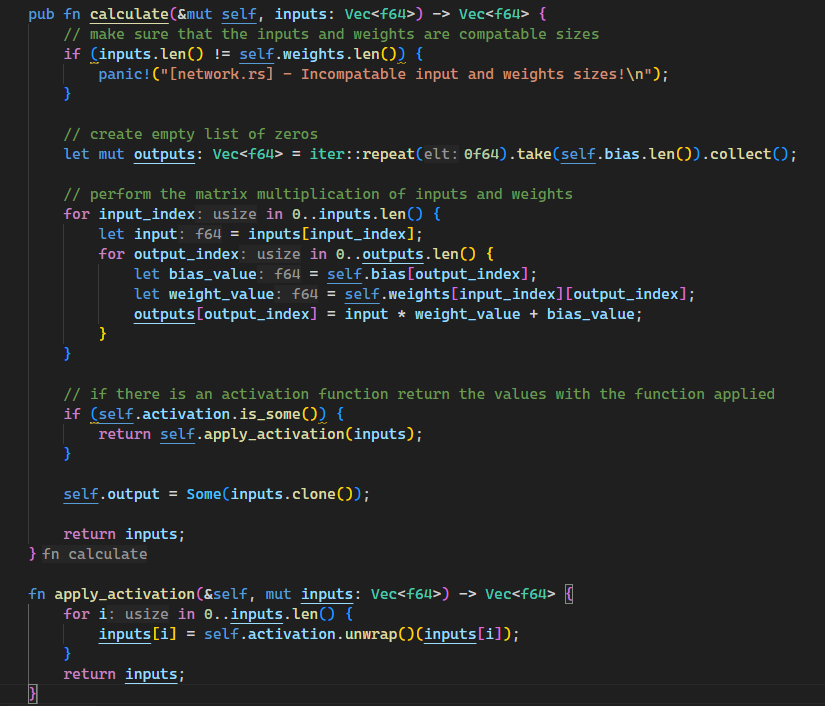 pub fn calculate(&mut self, inputs: Vec<f64>) -> Vec<f64> {
    // make sure that the inputs and weights are compatable sizes
    if (inputs.len() != self.weights.len()) {
        panic!("[network.rs] - Incompatable input and weights sizes!\n");
    }

    // create empty list of zeros
    let mut outputs: Vec<f64> = iter::repeat(elt: 0f64).take(self.bias.len()).collect();

    // perform the matrix multiplication of inputs and weights
    for input_index: usize in 0..inputs.len() {
        let input: f64 = inputs[input_index];
        for output_index: usize in 0..outputs.len() {
            let bias_value: f64 = self.bias[output_index];
            let weight_value: f64 = self.weights[input_index][output_index];
            outputs[output_index] = input * weight_value + bias_value;
        }
    }

    // if there is an activation function return the values with the function applied
    if (self.activation.is_some()) {
        return self.apply_activation(inputs);
    }

    self.output = Some(inputs.clone());

    return inputs;
} fn calculate

fn apply_activation(&self, mut inputs: Vec<f64>) -> Vec<f64> {
    for i: usize in 0..inputs.len() {
        inputs[i] = self.activation.unwrap()(inputs[i]);
    }
    return inputs;
}